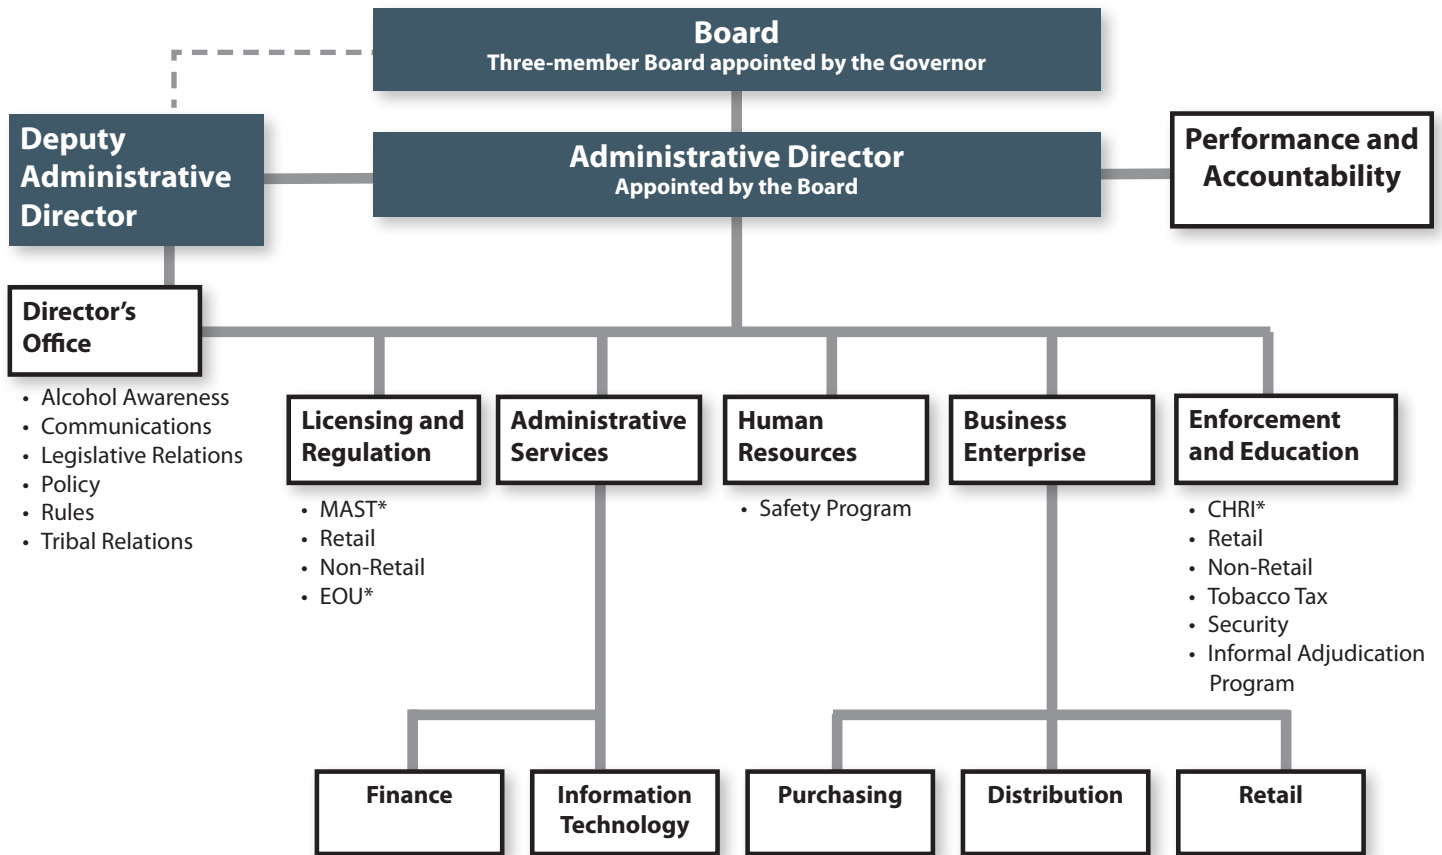 Board
Three-member Board appointed by the Governor
Deputy
Administrative
Director
Administrative Director
Appointed by the Board
Performance and
Accountability
Director’s
Office
• Alcohol Awareness
• Communications
• Legislative Relations
• Policy
• Rules
• Tribal Relations
Licensing and
Regulation
• MAST*
• Retail
• Non-Retail
• EOU*
Administrative
Services
Human
Resources
• Safety Program
Business
Enterprise
Enforcement
and Education
• CHRI*
• Retail
• Non-Retail
• Tobacco Tax
• Security
• Informal Adjudication
Program
Finance
Information
Technology
Purchasing
Distribution
Retail